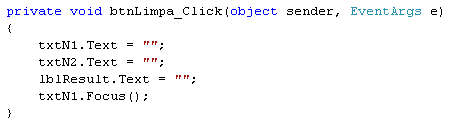 private void btnLimpa_Click(object sender, EventArgs e)
{
    txtN1.Text = "";
    txtN2.Text = "";
    lblResult.Text = "";
    txtN1.Focus();
}